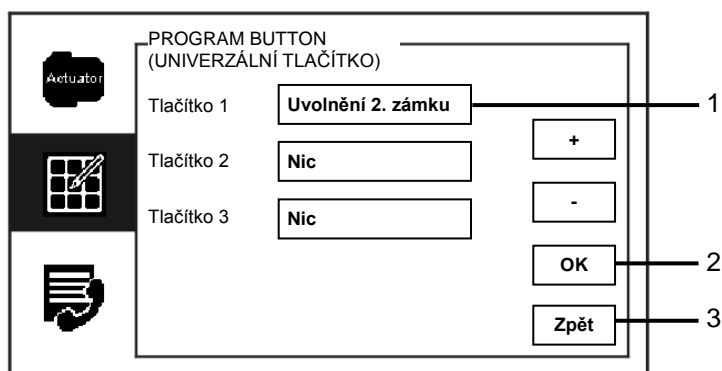 PROGRAM BUTTON
(UNIVERZÁLNÍ TLAČÍTKO)
Actuator
Tlačítko 1
Uvolnění 2. zámku
1
+
Tlačítko 2
Nic
-
Tlačítko 3
Nic
OK
2
Zpět
3